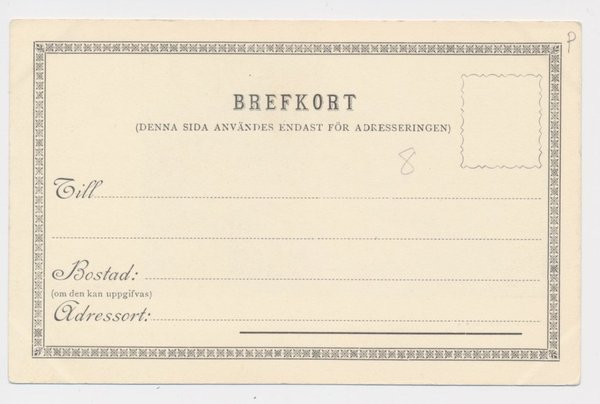 P
BREFKORT
(DENNA SIDA ANVÄNDES ENDAST FÖR ADRESSERINGEN)
8
Till
Bostad:
(om den kan uppgifvas)
Adressort: